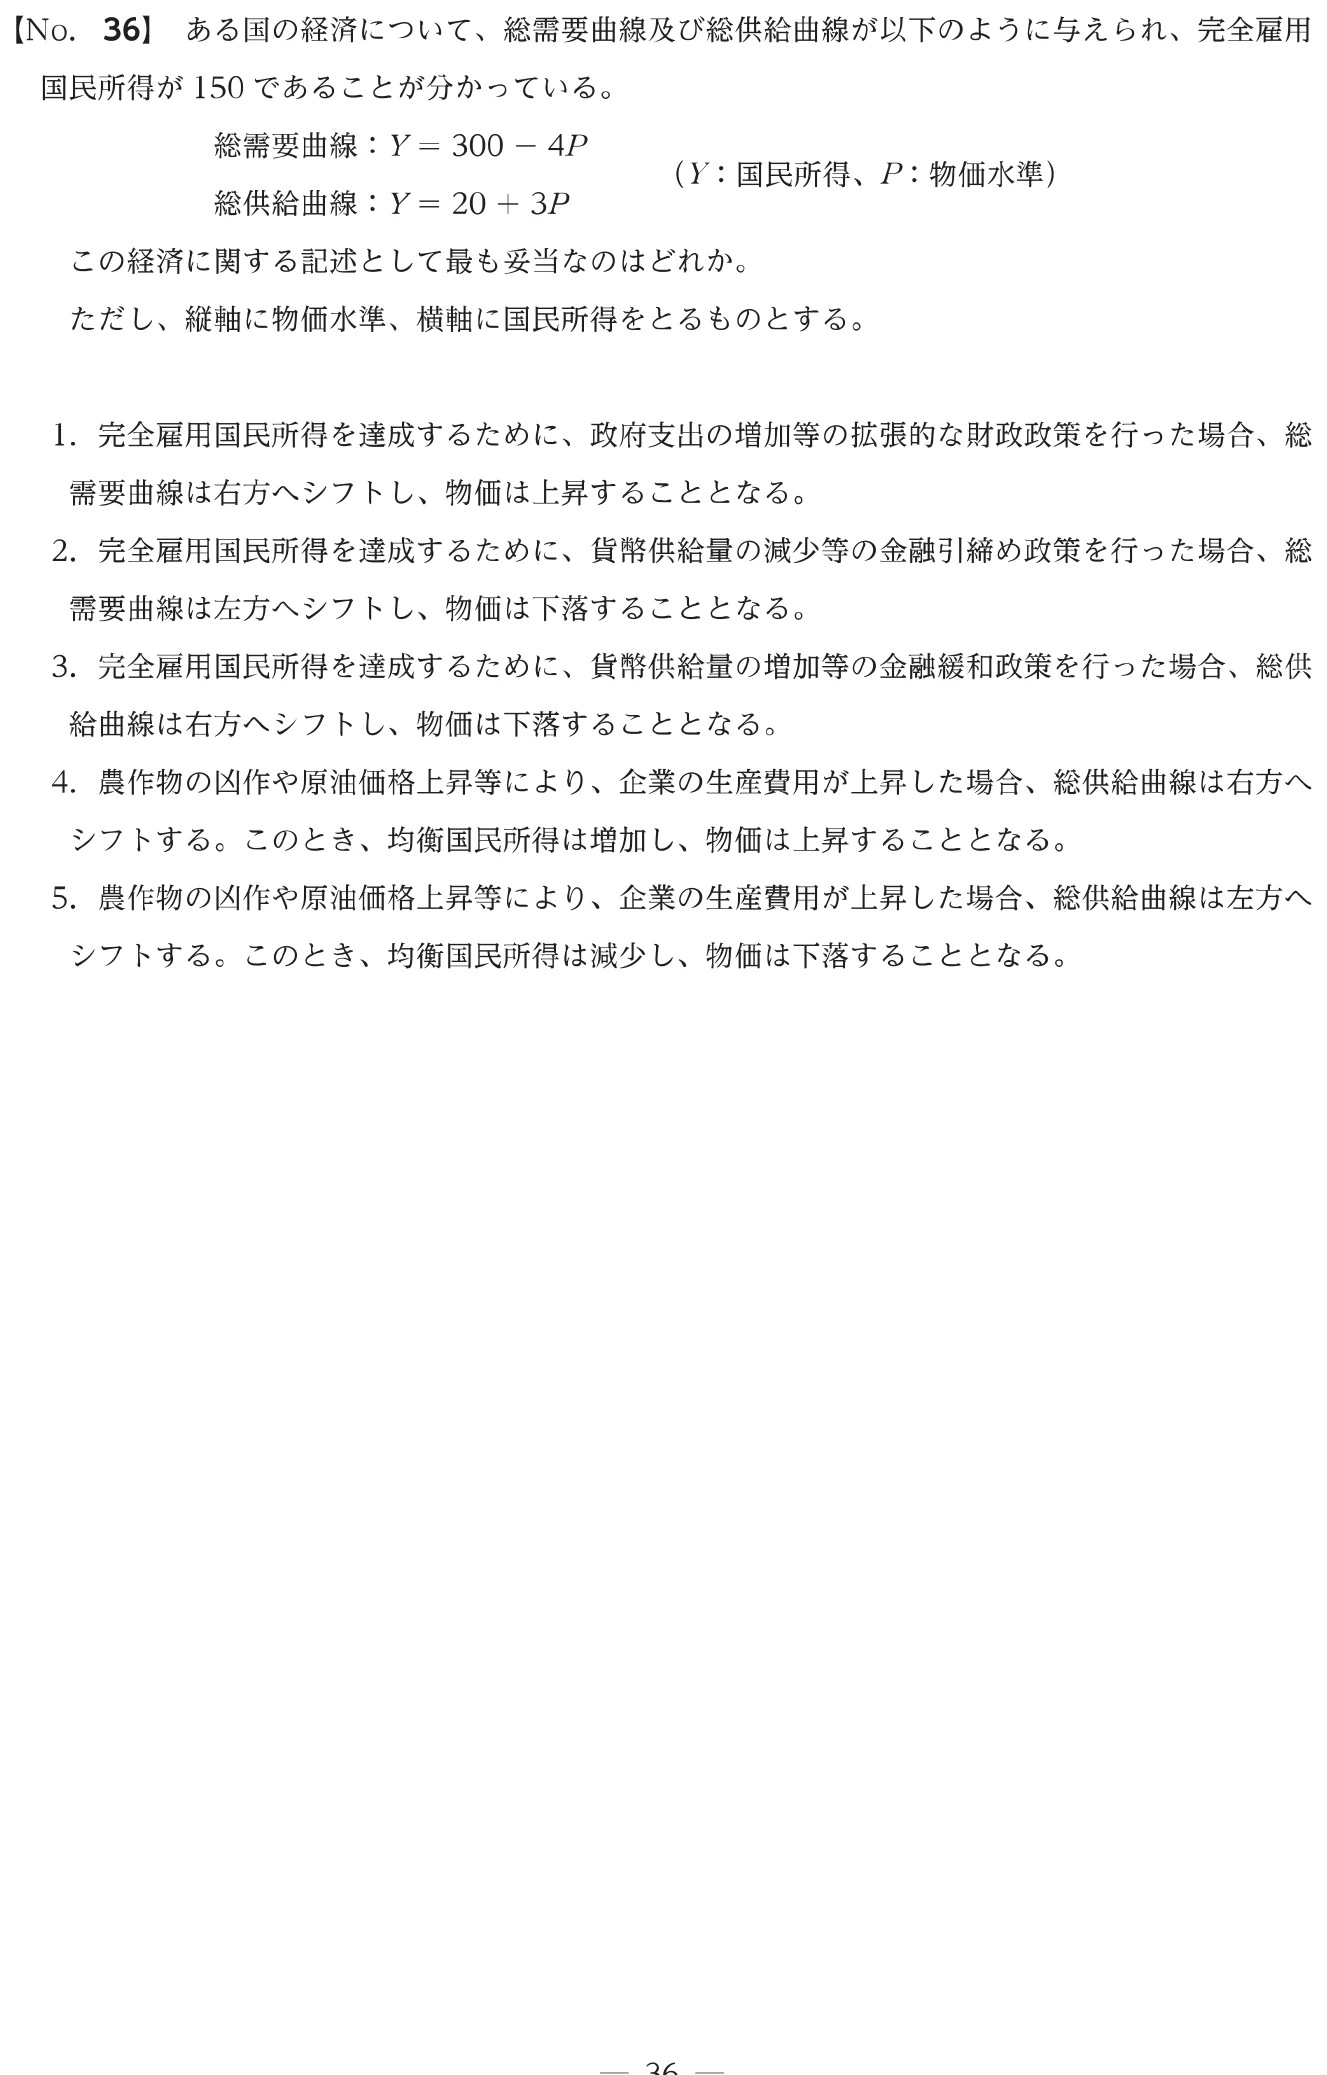 【No. 36】 ある国の経済について、総需要曲線及び総供給曲線が以下のように与えられ、完全雇用
国民所得が 150 であることが分かっている。
総需要曲線：Y = 300 − 4P
（Y：国民所得、P：物価水準）
総供給曲線：Y = 20 + 3P
この経済に関する記述として最も妥当なのはどれか。
ただし、縦軸に物価水準、横軸に国民所得をとるものとする。
1. 完全雇用国民所得を達成するために、政府支出の増加等の拡張的な財政政策を行った場合、総
需要曲線は右方へシフトし、物価は上昇することとなる。
2. 完全雇用国民所得を達成するために、貨幣供給量の減少等の金融引締め政策を行った場合、総
需要曲線は左方へシフトし、物価は下落することとなる。
3. 完全雇用国民所得を達成するために、貨幣供給量の増加等の金融緩和政策を行った場合、総供
給曲線は右方へシフトし、物価は下落することとなる。
4. 農作物の凶作や原油価格上昇等により、企業の生産費用が上昇した場合、総供給曲線は右方へ
シフトする。このとき、均衡国民所得は増加し、物価は上昇することとなる。
5. 農作物の凶作や原油価格上昇等により、企業の生産費用が上昇した場合、総供給曲線は左方へ
シフトする。このとき、均衡国民所得は減少し、物価は下落することとなる。
— 36 —